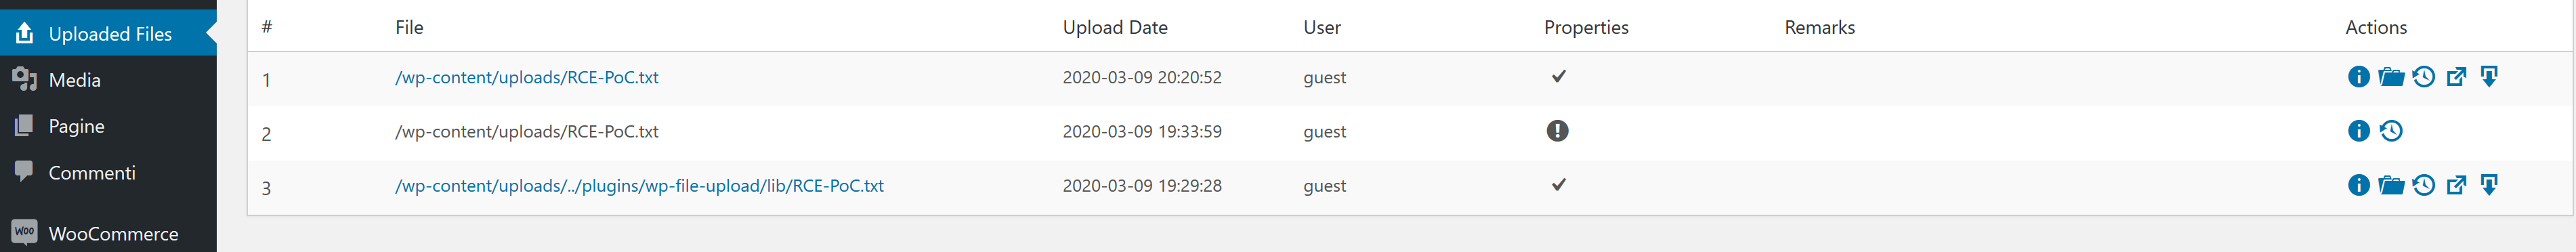 Uploaded Files
Media
Pagine
Commenti
Woo WooCommerce
# File Upload Date User Properties Remarks Actions
1 /wp-content/uploads/RCE-PoC.txt 2020-03-09 20:20:52 guest
2 /wp-content/uploads/RCE-PoC.txt 2020-03-09 19:33:59 guest
3 /wp-content/uploads/../plugins/wp-file-upload/lib/RCE-PoC.txt 2020-03-09 19:29:28 guest